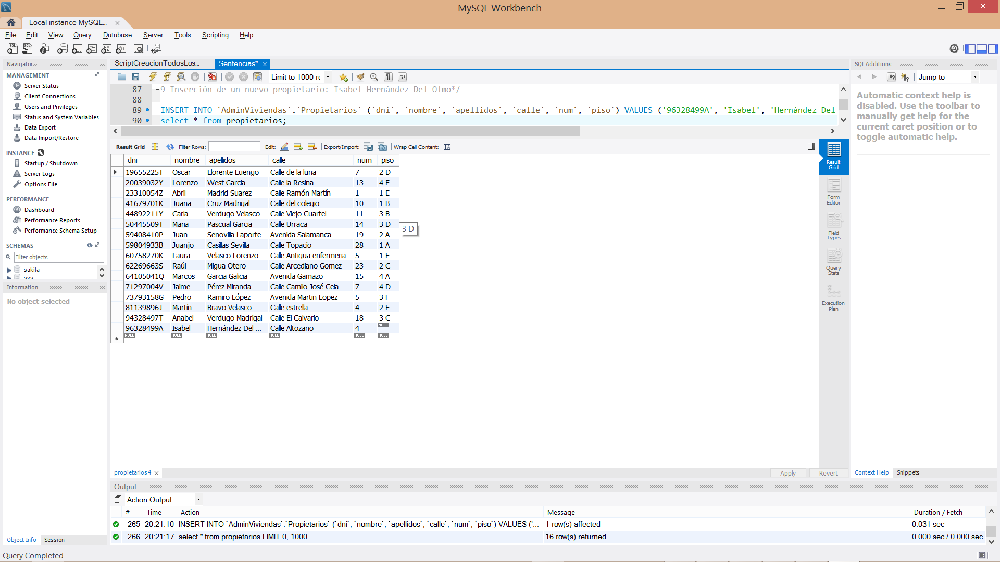 MySQL Workbench
Local instance MySQL...
File Edit View Query Database Server Tools Scripting Help
Navigator
MANAGEMENT
Server Status
Client Connections
Users and Privileges
Status and System Variables
Data Export
Data Import/Restore
INSTANCE
Startup / Shutdown
Server Logs
Options File
PERFORMANCE
Dashboard
Performance Reports
Performance Schema Setup
SCHEMAS
Filter objects
sakila
sys
Information
No object selected
Object Info Session
ScriptCreacionTodosLos... Sentencias*
Limit to 1000 r
87 9-Inserción de un nuevo propietario: Isabel Hernández Del Olmo*/
88
89 INSERT INTO `AdminViviendas`.`Propietarios` (`dni`, `nombre`, `apellidos`, `calle`, `num`, `piso`) VALUES ('96328499A', 'Isabel', 'Hernández Del
90 select * from propietarios;
Result Grid Filter Rows: Edit: Export/Import: Wrap Cell Content:
dni nombre apellidos calle num piso
19655225T Oscar Llorente Luengo Calle de la luna 7 2 D
20039032Y Lorenzo West Garcia Calle la Resina 13 4 E
23310054Z Abril Madrid Suarez Calle Ramón Martín 1 1 E
41679701K Juana Cruz Madrigal Calle del colegio 10 1 B
44892211Y Carla Verdugo Velasco Calle Viejo Cuartel 11 3 B
50445509T Maria Pascual Garcia Calle Urraca 14 3 D
3 D
59408410P Juan Senovilla Laporte Avenida Salamanca 19 2 A
59804933B Juanjo Casillas Sevilla Calle Topacio 28 1 A
60758270K Laura Velasco Lorenzo Calle Antigua enfermeria 5 1 E
62269663S Raúl Migua Otero Calle Arcediano Gomez 23 2 C
64105041Q Marcos Garcia Galicia Avenida Gamazo 15 4 A
71297004V Jaime Pérez Miranda Calle Camilo José Cela 7 4 D
73793158G Pedro Ramiro López Avenida Martin Lopez 5 3 F
81139896J Martín Bravo Velasco Calle estrella 4 2 E
94328497T Anabel Verdugo Madrigal Calle El Calvario 18 3 C
96328499A Isabel Hernández Del ... Calle Altozano 4 NULL
NULL NULL NULL NULL NULL NULL
Result Grid
Form Editor
Field Types
Query Stats
Execution Plan
propietarios4
Apply Revert
SQLAdditions
Jump to
Automatic context help is
disabled. Use the toolbar to
manually get help for the
current caret position or to
toggle automatic help.
Context Help Snippets
Output
Action Output
# Time Action Message Duration / Fetch
265 20:21:10 INSERT INTO `AdminViviendas`.`Propietarios` (`dni`, `nombre`, `apellidos`, `calle`, `num`, `piso`) VALUES ('... 1 row(s) affected 0.031 sec
266 20:21:17 select * from propietarios LIMIT 0, 1000 16 row(s) returned 0.000 sec / 0.000 sec
Query Completed